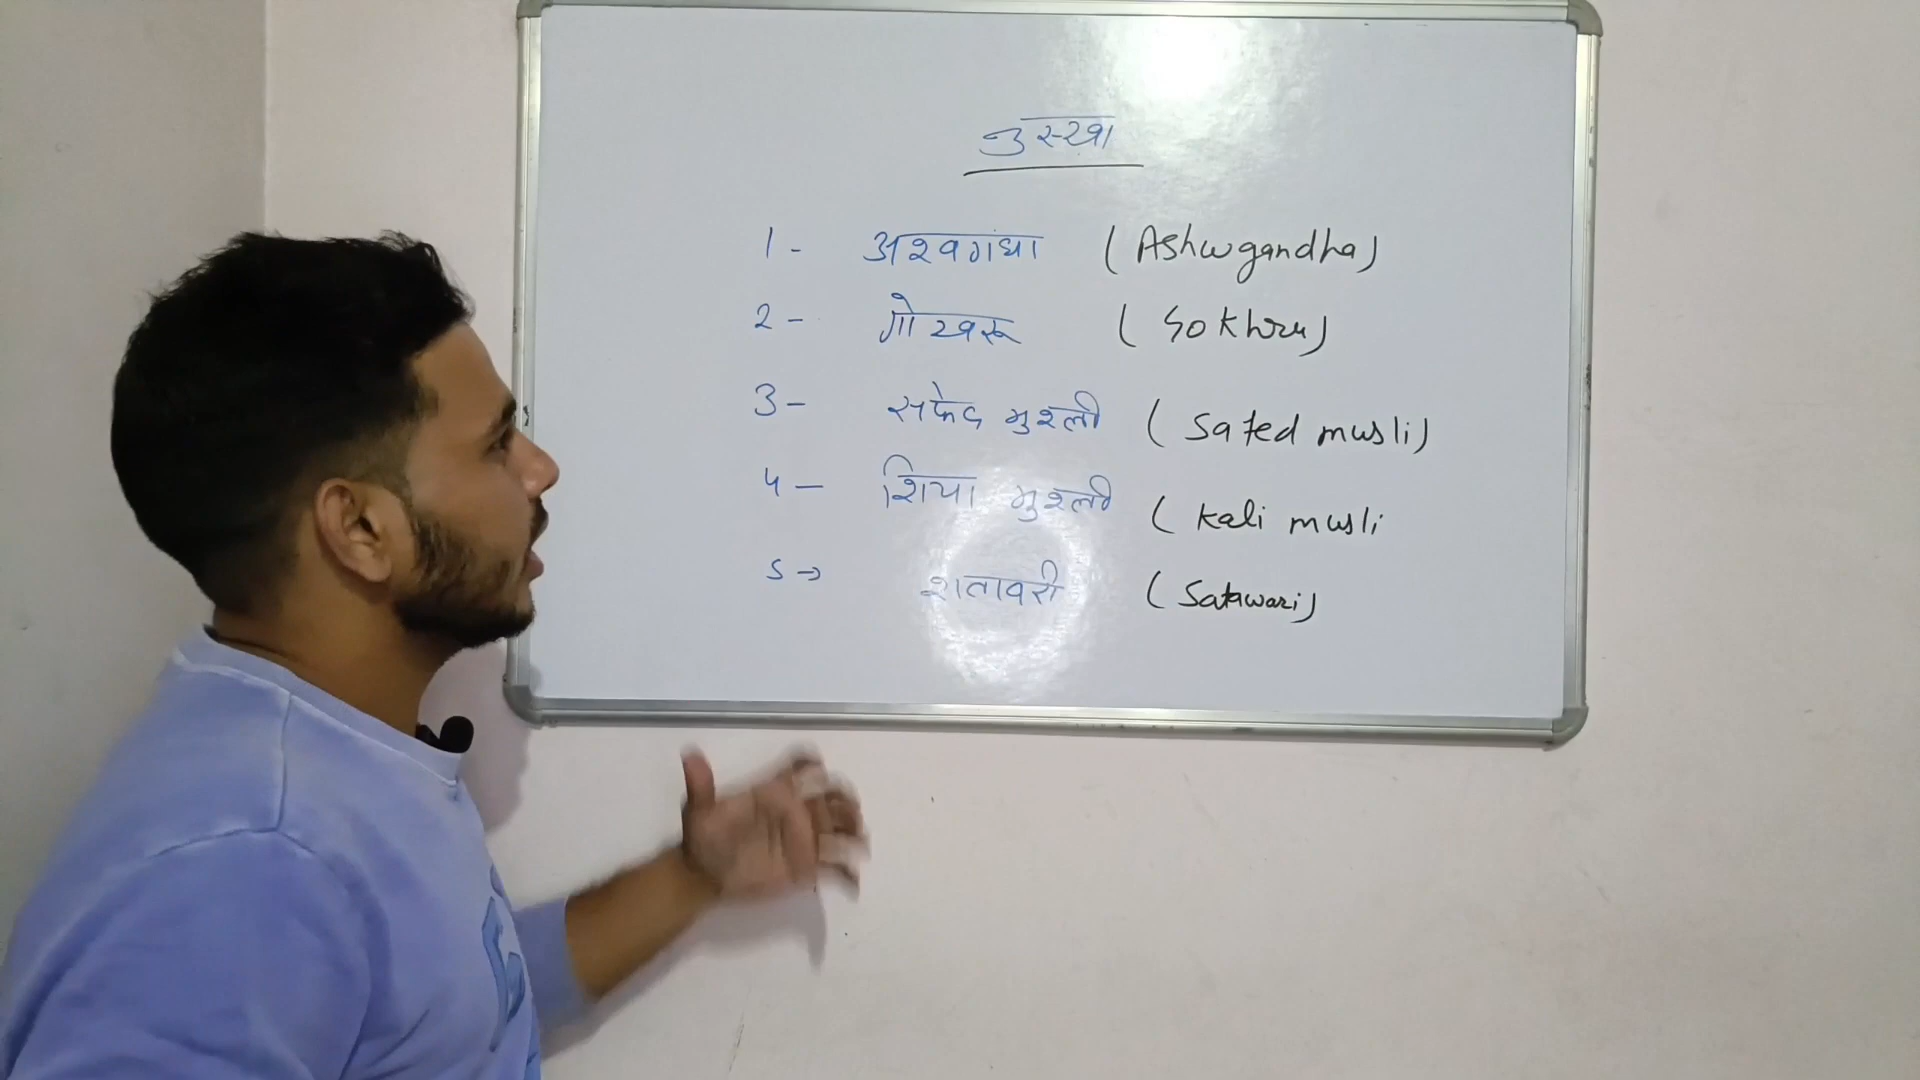 नुस्खा
1 - अश्वगंधा (Ashwgandha)
2 - गोखरू (Gokhru)
3 - सफेद मुश्ली (Safed musli)
4 - शिया मुश्ली (Kali musli
5 → शतावरी (Satawari)